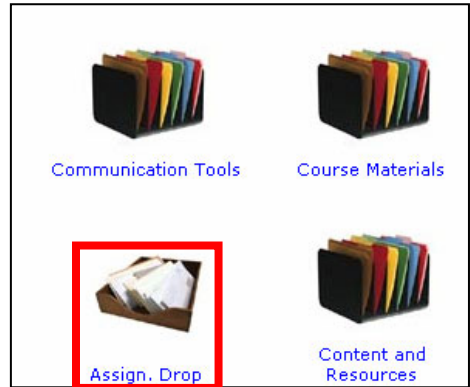 Communication Tools
Course Materials
Assign. Drop
Content and
Resources